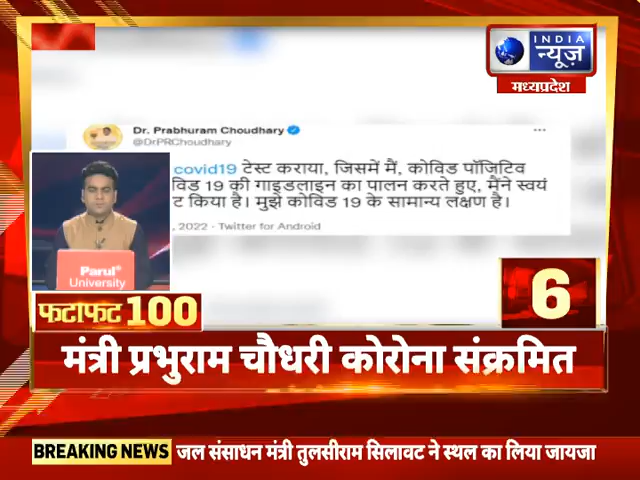 INDIA
न्यूज़
मध्यप्रदेश
Dr. Prabhuram Choudhary
@DrPRChoudhary
covid19 टेस्ट कराया, जिसमें मैं, कोविड पॉजिटिव
विड 19 की गाइडलाइन का पालन करते हुए, मैंने स्वयं
ट किया है। मुझे कोविड 19 के सामान्य लक्षण है।
, 2022 - Twitter for Android
Parul®
University
फटाफट 100
6
मंत्री प्रभुराम चौधरी कोरोना संक्रमित
BREAKING NEWS जल संसाधन मंत्री तुलसीराम सिलावट ने स्थल का लिया जायजा